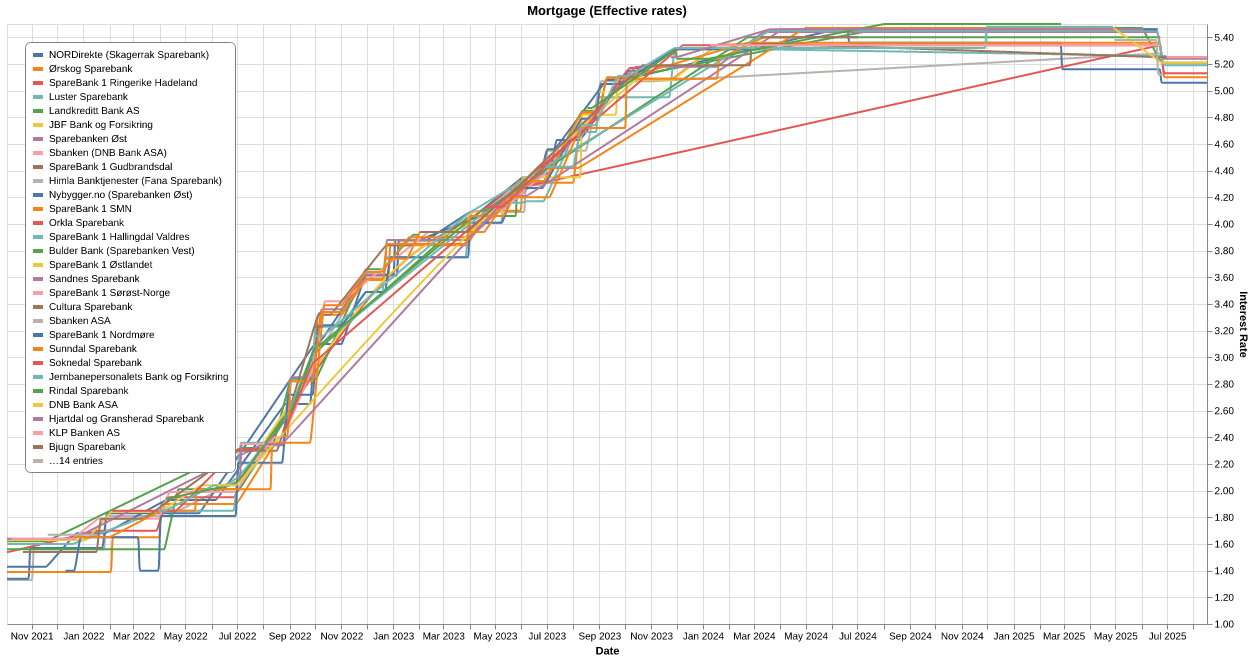 Mortgage (Effective rates)
NORDirekte (Skagerrak Sparebank)
Ørskog Sparebank
SpareBank 1 Ringerike Hadeland
Luster Sparebank
Landkreditt Bank AS
JBF Bank og Forsikring
Sparebanken Øst
Sbanken (DNB Bank ASA)
SpareBank 1 Gudbrandsdal
Himla Banktjenester (Fana Sparebank)
Nybygger.no (Sparebanken Øst)
SpareBank 1 SMN
Orkla Sparebank
SpareBank 1 Hallingdal Valdres
Bulder Bank (Sparebanken Vest)
SpareBank 1 Østlandet
Sandnes Sparebank
SpareBank 1 Sørøst-Norge
Cultura Sparebank
Sbanken ASA
SpareBank 1 Nordmøre
Sunndal Sparebank
Soknedal Sparebank
Jernbanepersonalets Bank og Forsikring
Rindal Sparebank
DNB Bank ASA
Hjartdal og Gransherad Sparebank
KLP Banken AS
Bjugn Sparebank
…14 entries
5.40
5.20
5.00
4.80
4.60
4.40
4.20
4.00
3.80
3.60
3.40
3.20
3.00
2.80
2.60
2.40
2.20
2.00
1.80
1.60
1.40
1.20
1.00
Interest Rate
Nov 2021 Jan 2022 Mar 2022 May 2022 Jul 2022 Sep 2022 Nov 2022 Jan 2023 Mar 2023 May 2023 Jul 2023 Sep 2023 Nov 2023 Jan 2024 Mar 2024 May 2024 Jul 2024 Sep 2024 Nov 2024 Jan 2025 Mar 2025 May 2025 Jul 2025
Date